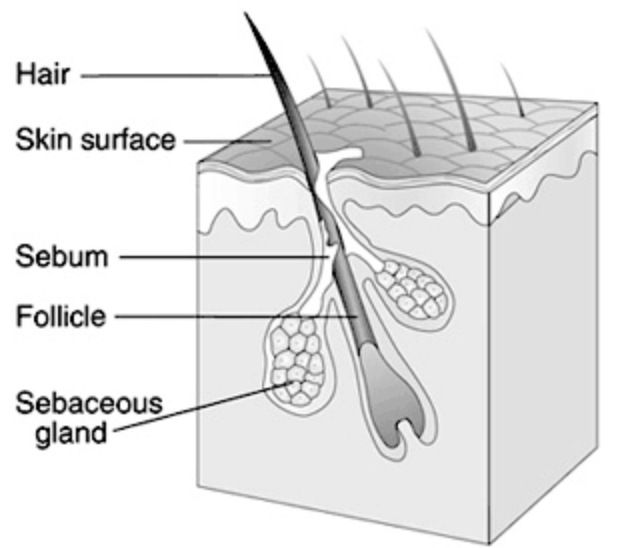 Hair
Skin surface
Sebum
Follicle
Sebaceous
gland